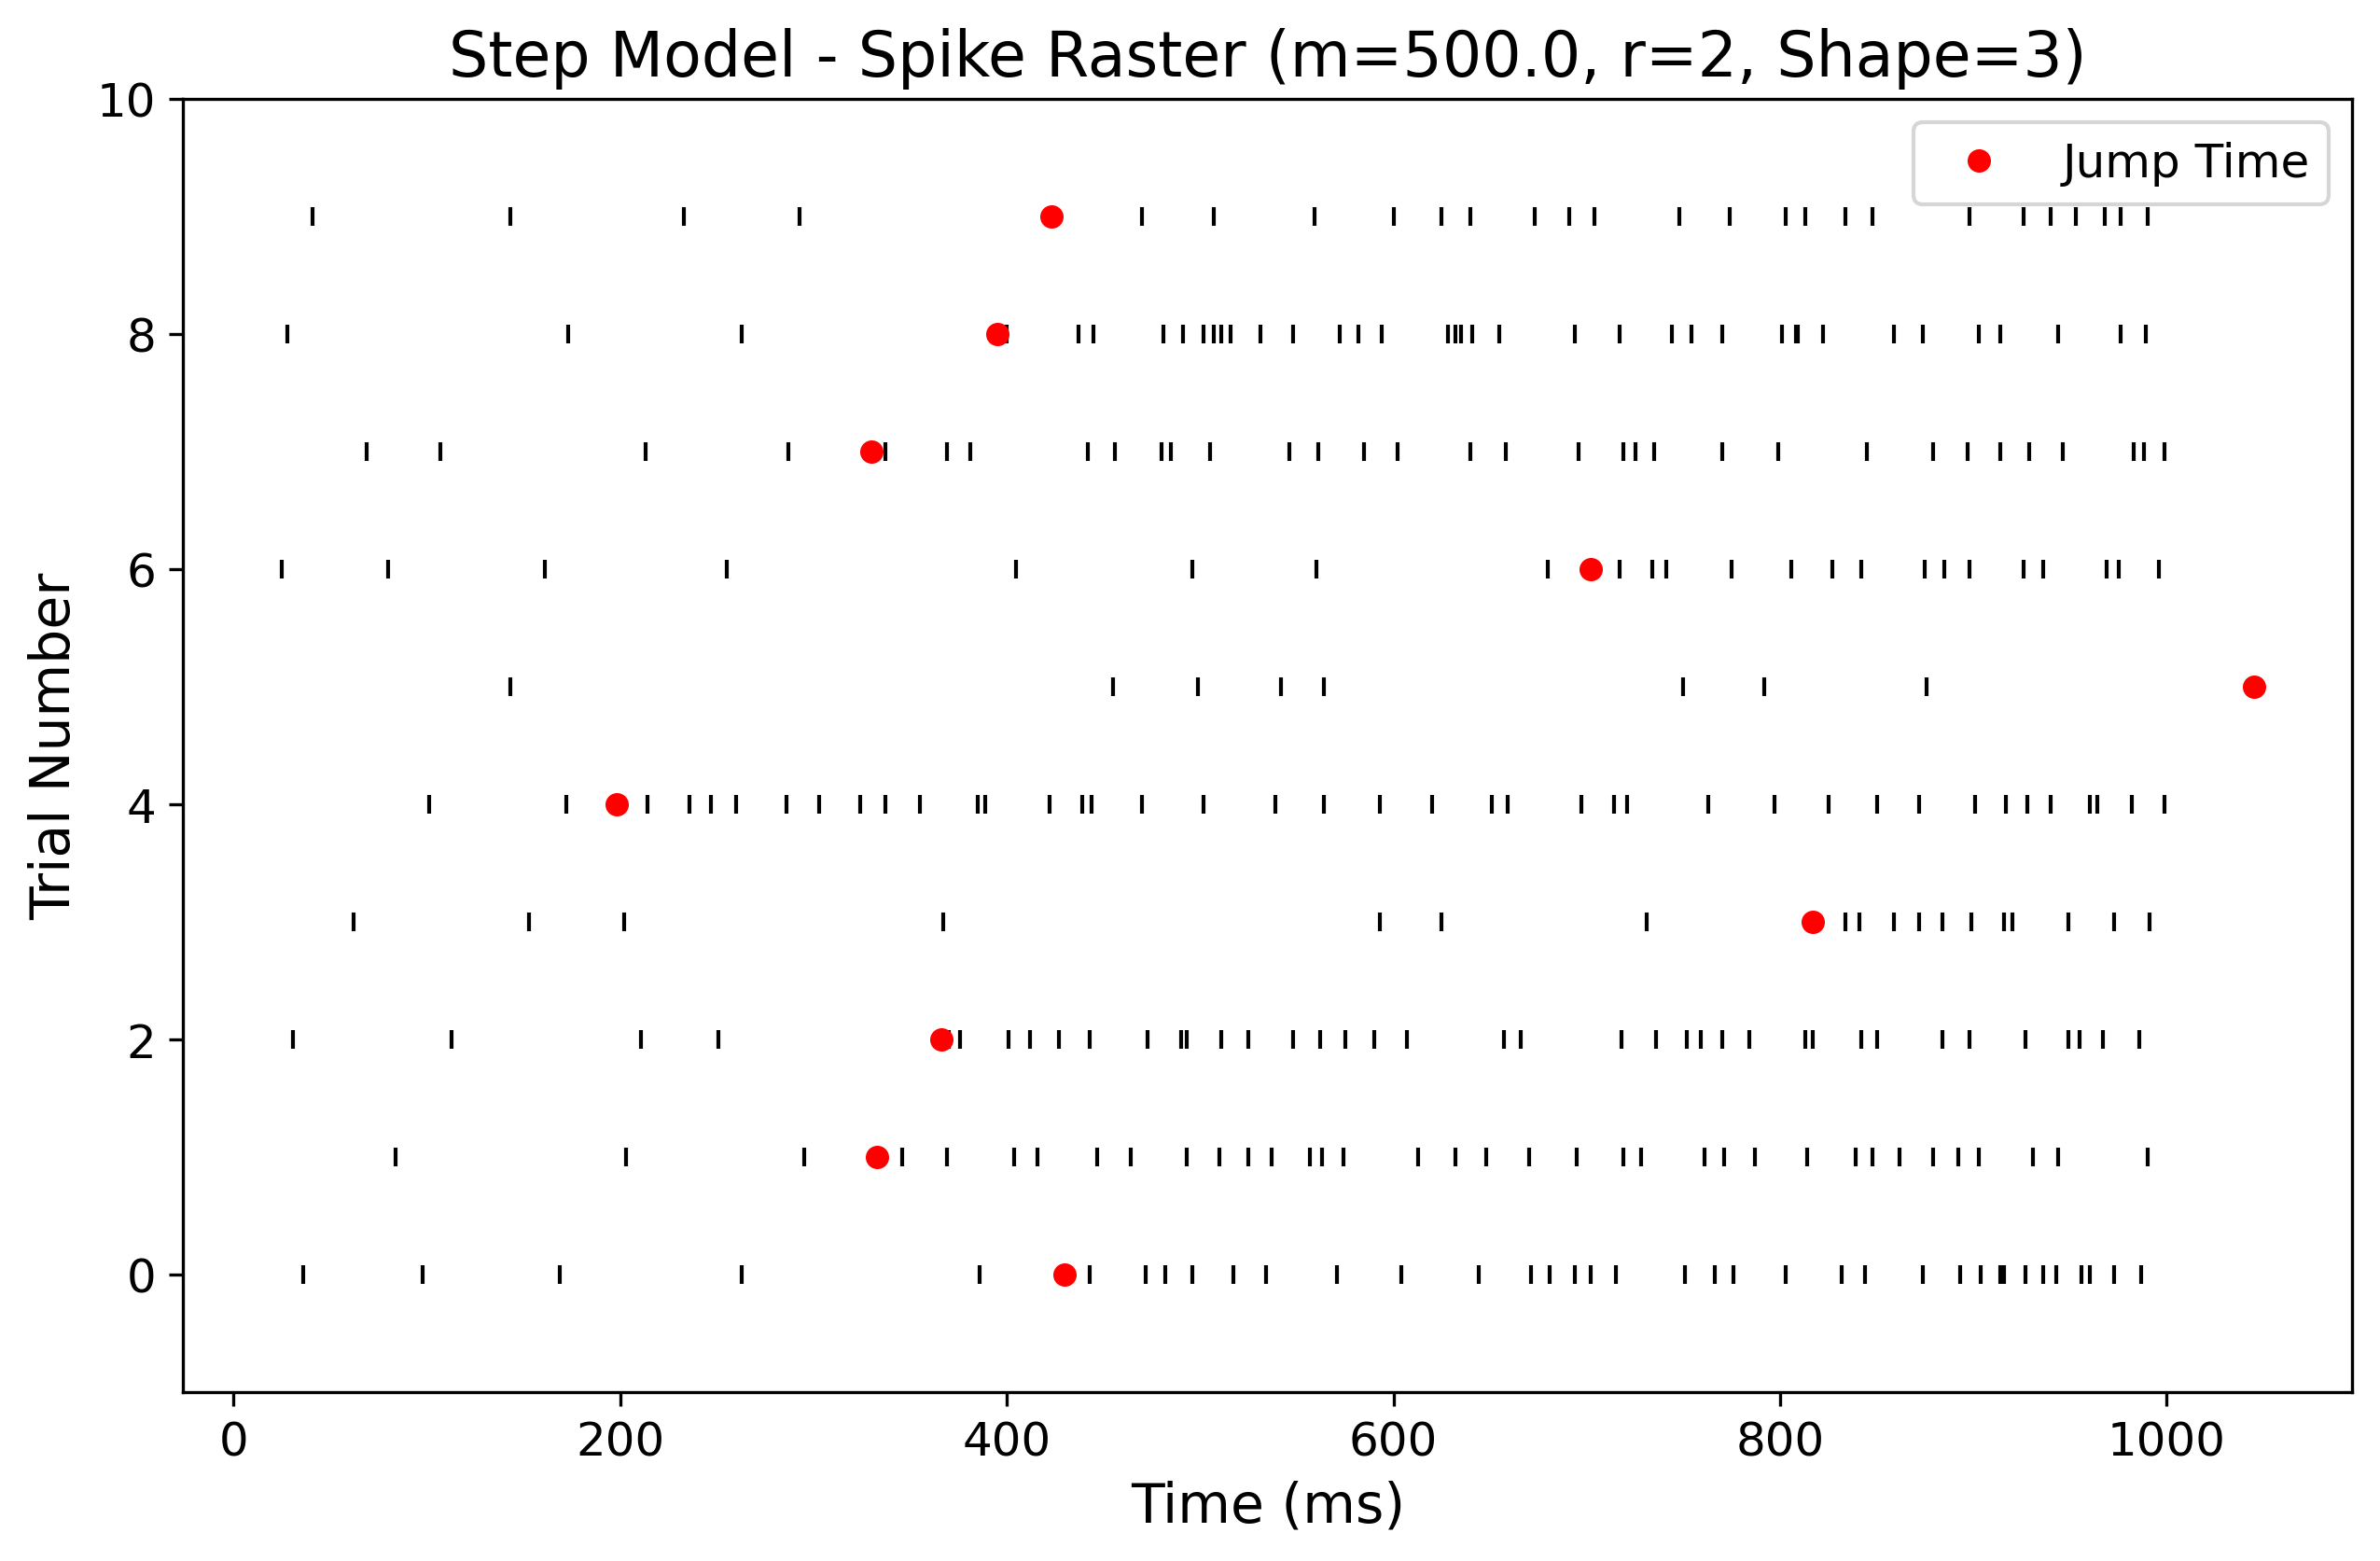 Step Model - Spike Raster (m=500.0, r=2, Shape=3)
10
Jump Time
8
6
4
2
0
Trial Number
0 200 400 600 800 1000
Time (ms)